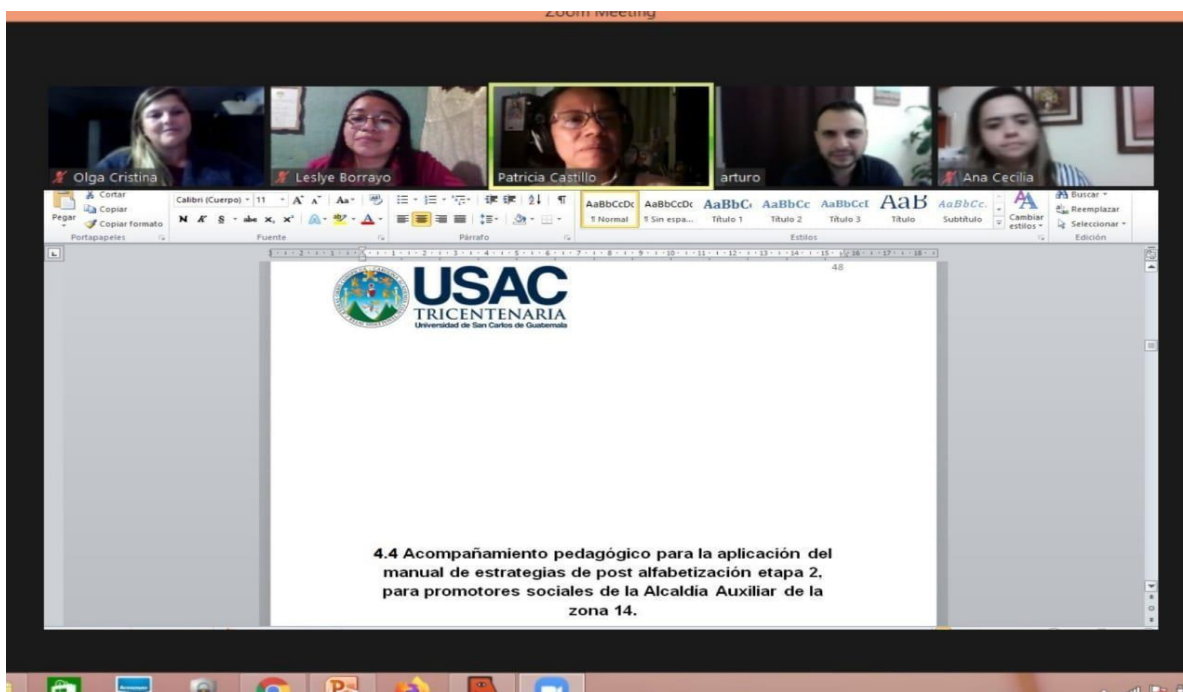 Zoom Meeting
Olga Cristina
Leslye Borrayo
Patricia Castillo
arturo
Ana Cecilia
Pegar
Cortar
Copiar
Copiar formato
Portapapeles
Calibri (Cuerpo) 11
N K S abc x, x²
Fuente
Párrafo
AaBbCcDc AaBbCcDc AaBbC AaBbCc AaBbCcI AaB AaBbCc.
¶ Normal ¶ Sin espa... Título 1 Título 2 Título 3 Título Subtítulo
Estilos
Cambiar estilos
Buscar
Reemplazar
Seleccionar
Edición
48
USAC
TRICENTENARIA
Universidad de San Carlos de Guatemala
4.4 Acompañamiento pedagógico para la aplicación del
manual de estrategias de post alfabetización etapa 2,
para promotores sociales de la Alcaldía Auxiliar de la
zona 14.